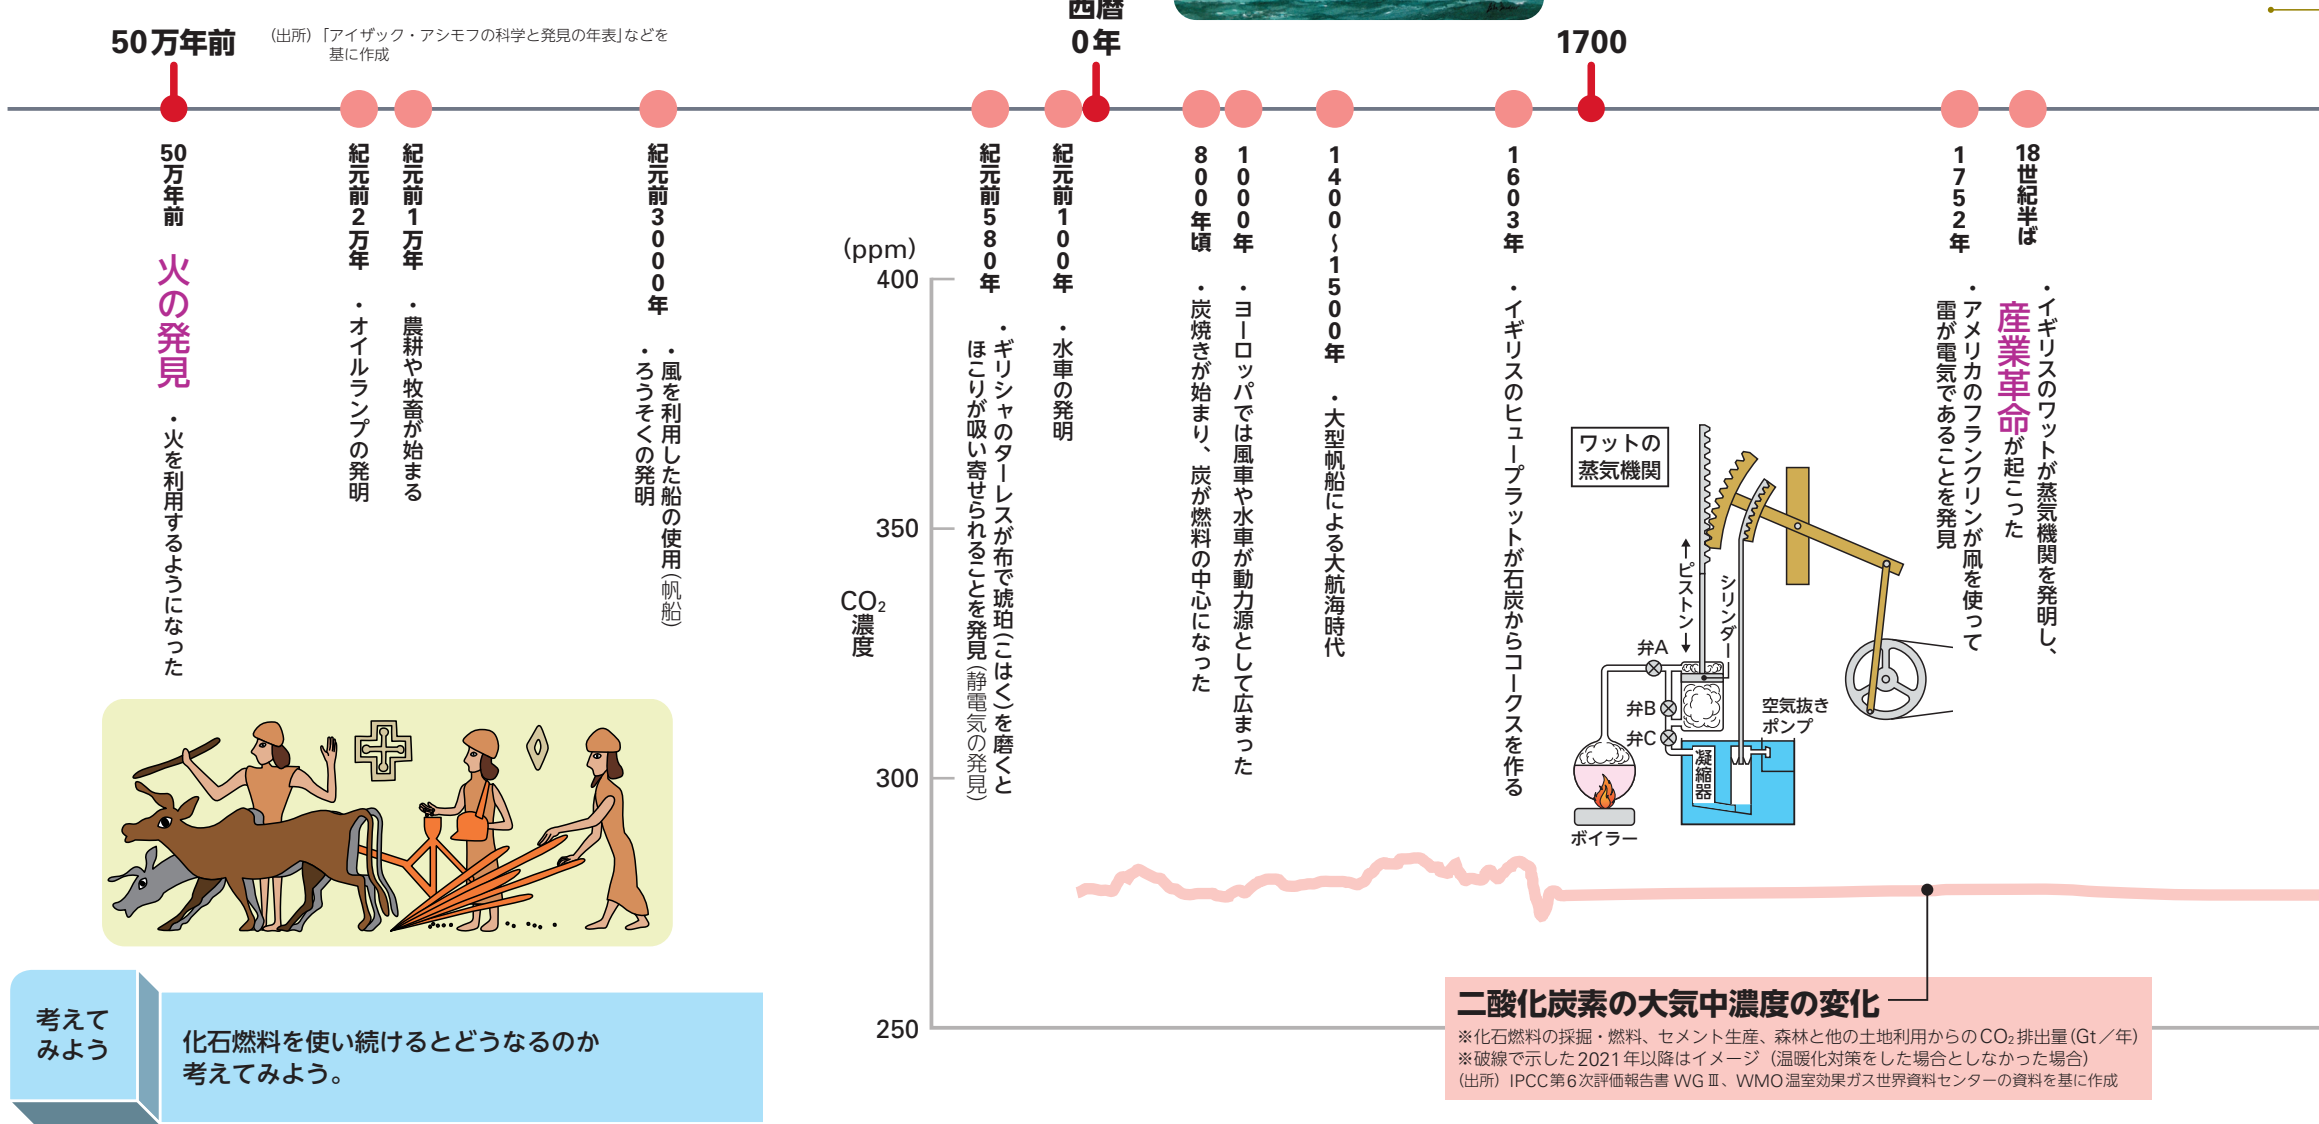 50万年前
(出所)「アイザック・アシモフの科学と発見の年表」などを
基に作成
西暦
0年
1700
50万年前 火の発見 ・火を利用するようになった
紀元前2万年 ・オイルランプの発明
紀元前1万年 ・農耕や牧畜が始まる
紀元前3000年 ・風を利用した船の使用(帆船)
・ろうそくの発明
紀元前580年 ・ギリシャのターレスが布で琥珀(こはく)を磨くと
ほこりが吸い寄せられることを発見(静電気の発見)
紀元前100年 ・水車の発明
800年頃 ・炭焼きが始まり、炭が燃料の中心になった
1000年 ・ヨーロッパでは風車や水車が動力源として広まった
1400〜1500年 ・大型帆船による大航海時代
1603年 ・イギリスのヒュープラットが石炭からコークスを作る
1752年 ・アメリカのフランクリンが凧を使って
雷が電気であることを発見
18世紀半ば ・イギリスのワットが蒸気機関を発明し、
産業革命が起こった
(ppm)
400
350
300
250
CO₂
濃度
ワットの
蒸気機関
←ピストン→
シリンダー
弁A
弁B
弁C
空気抜き
ポンプ
凝縮器
ボイラー
二酸化炭素の大気中濃度の変化
※化石燃料の採掘・燃料、セメント生産、森林と他の土地利用からのCO₂排出量(Gt/年)
※破線で示した2021年以降はイメージ(温暖化対策をした場合としなかった場合)
(出所)IPCC第6次評価報告書 WGⅢ、WMO温室効果ガス世界資料センターの資料を基に作成
考えて
みよう
化石燃料を使い続けるとどうなるのか
考えてみよう。